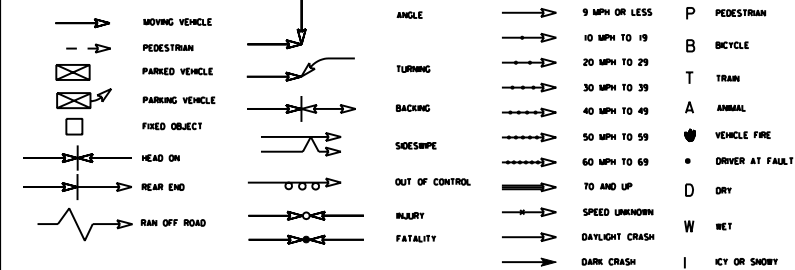 MOVING VEHICLE
PEDESTRIAN
PARKED VEHICLE
PARKING VEHICLE
FIXED OBJECT
HEAD ON
REAR END
RAN OFF ROAD
ANGLE
TURNING
BACKING
SIDESWIPE
OUT OF CONTROL
INJURY
FATALITY
9 MPH OR LESS
10 MPH TO 19
20 MPH TO 29
30 MPH TO 39
40 MPH TO 49
50 MPH TO 59
60 MPH TO 69
70 AND UP
SPEED UNKNOWN
DAYLIGHT CRASH
DARK CRASH
P PEDESTRIAN
B BICYCLE
T TRAIN
A ANIMAL
VEHICLE FIRE
DRIVER AT FAULT
D DRY
W WET
I ICY OR SNOWY